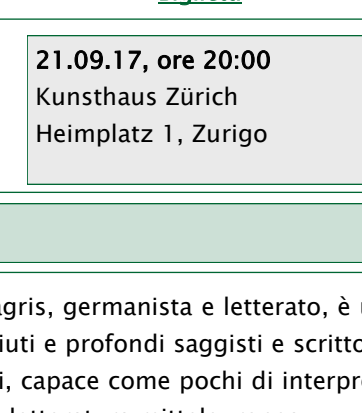 21.09.17, ore 20:00
Kunsthaus Zürich
Heimplatz 1, Zurigo
agris, germanista e letterato, è
iuti e profondi saggisti e scritto
i, capace come pochi di interpre